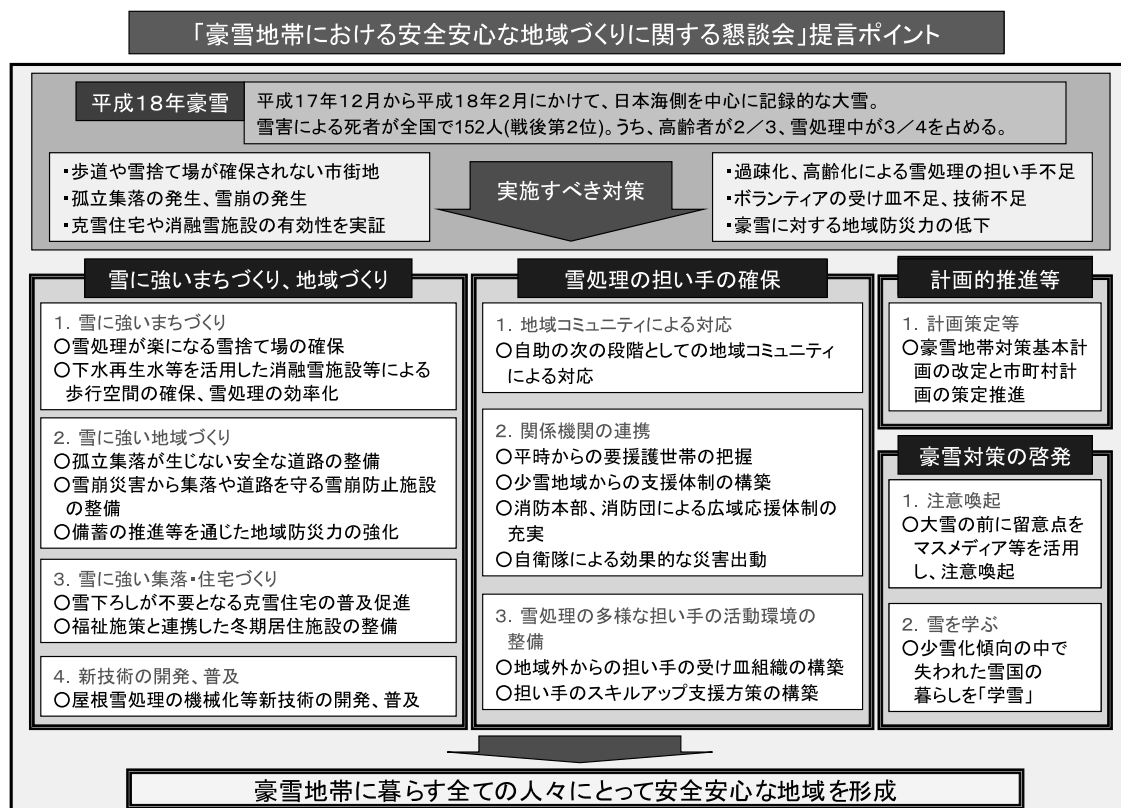 「豪雪地帯における安全安心な地域づくりに関する懇談会」提言ポイント
平成18年豪雪
平成17年12月から平成18年2月にかけて、日本海側を中心に記録的な大雪。
雪害による死者が全国で152人(戦後第2位)。うち、高齢者が2／3、雪処理中が3／4を占める。
・歩道や雪捨て場が確保されない市街地
・孤立集落の発生、雪崩の発生
・克雪住宅や消融雪施設の有効性を実証
実施すべき対策
・過疎化、高齢化による雪処理の担い手不足
・ボランティアの受け皿不足、技術不足
・豪雪に対する地域防災力の低下
雪に強いまちづくり、地域づくり
1. 雪に強いまちづくり
○雪処理が楽になる雪捨て場の確保
○下水再生水等を活用した消融雪施設等による
歩行空間の確保、雪処理の効率化
2. 雪に強い地域づくり
○孤立集落が生じない安全な道路の整備
○雪崩災害から集落や道路を守る雪崩防止施設
の整備
○備蓄の推進等を通じた地域防災力の強化
3. 雪に強い集落・住宅づくり
○雪下ろしが不要となる克雪住宅の普及促進
○福祉施策と連携した冬期居住施設の整備
4. 新技術の開発、普及
○屋根雪処理の機械化等新技術の開発、普及
雪処理の担い手の確保
1. 地域コミュニティによる対応
○自助の次の段階としての地域コミュニティ
による対応
2. 関係機関の連携
○平時からの要援護世帯の把握
○少雪地域からの支援体制の構築
○消防本部、消防団による広域応援体制の
充実
○自衛隊による効果的な災害出動
3. 雪処理の多様な担い手の活動環境の
整備
○地域外からの担い手の受け皿組織の構築
○担い手のスキルアップ支援方策の構築
計画的推進等
1. 計画策定等
○豪雪地帯対策基本計
画の改定と市町村計
画の策定推進
豪雪対策の啓発
1. 注意喚起
○大雪の前に留意点を
マスメディア等を活用
し、注意喚起
2. 雪を学ぶ
○少雪化傾向の中で
失われた雪国の
暮らしを「学雪」
豪雪地帯に暮らす全ての人々にとって安全安心な地域を形成